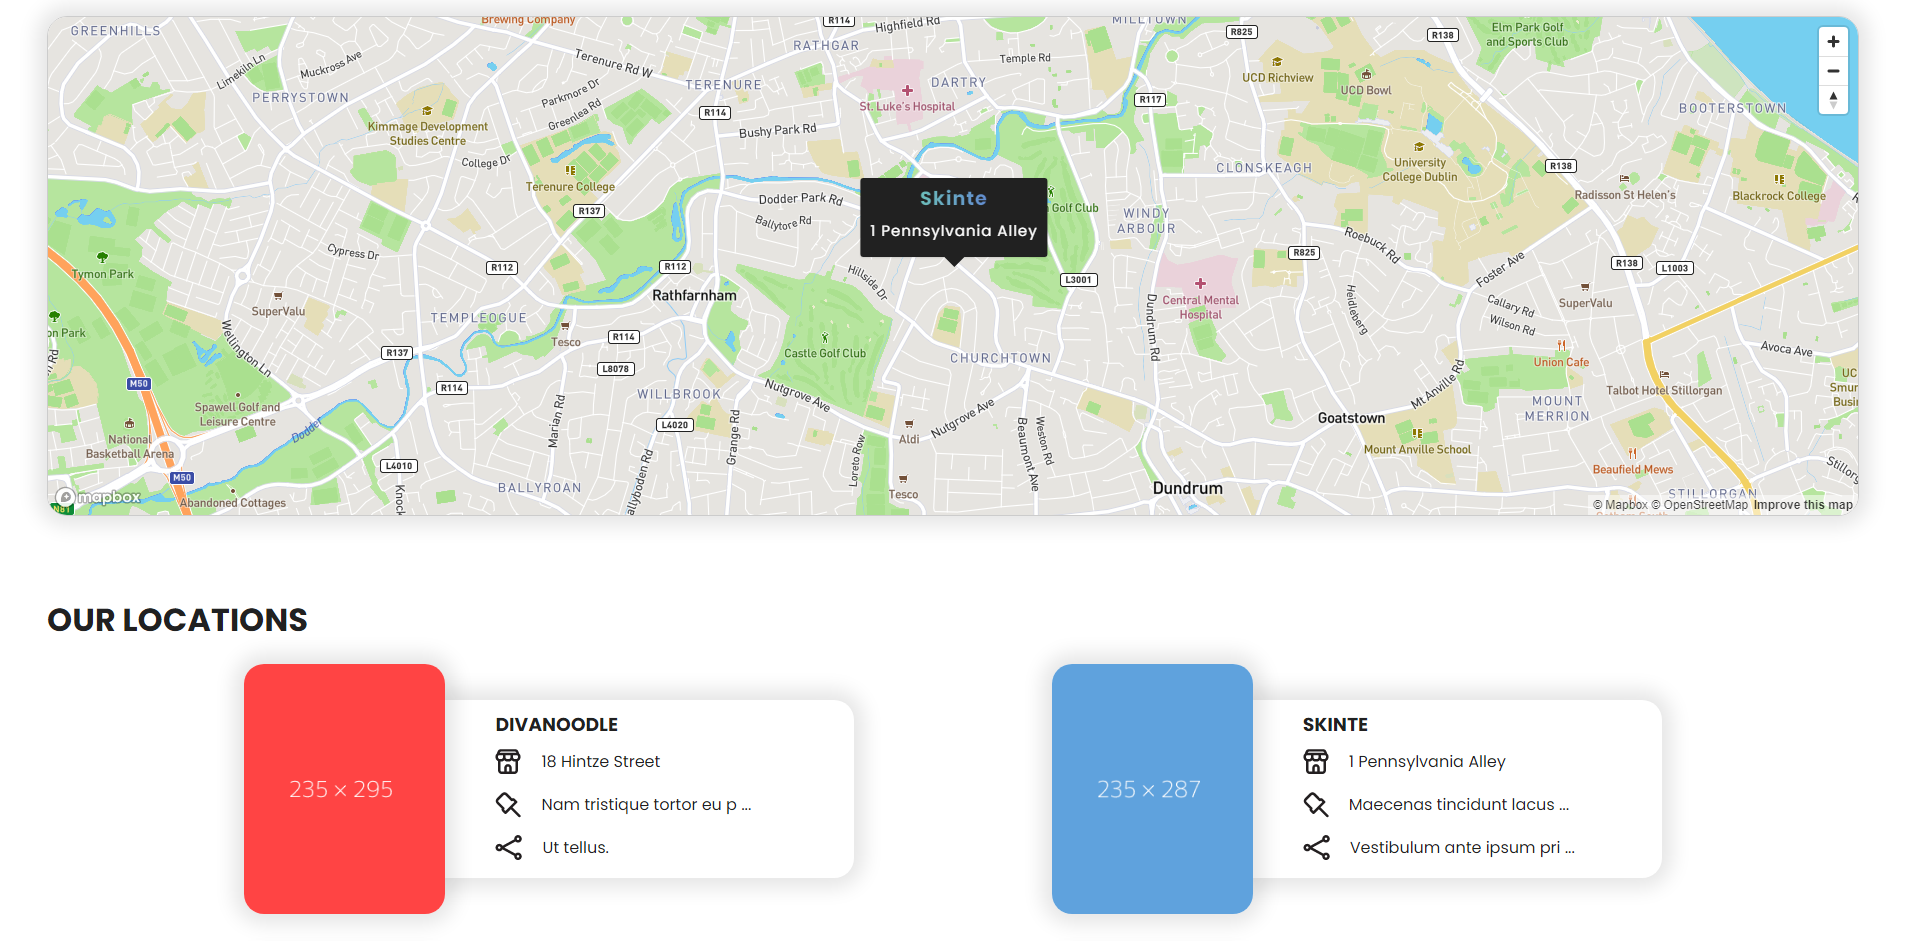 GREENHILLS
Brewing Company
R114
Highfield Rd
MILLTOWN
R825
R138
Elm Park Golf
and Sports Club
RATHGAR
Limekiln Ln
Muckross Ave
Terenure Rd W
Temple Rd
UCD Richview
UCD Bowl
PERRYSTOWN
Parkmore Dr
TERENURE
DARTRY
St. Luke's Hospital
R117
BOOTERSTOWN
Greenlea Rd
R114
Kimmage Development
Studies Centre
Bushy Park Rd
College Dr
Terenure College
CLONSKEAGH
University
College Dublin
R138
Radisson St Helen's
Blackrock College
R137
Dodder Park Rd
Ballytore Rd
Skinte
1 Pennsylvania Alley
Golf Club
WINDY
ARBOUR
Roebuck Rd
R825
Foster Ave
R138
L1003
Cypress Dr
R112
R112
Hillside Dr
L3001
Tymon Park
Rathfarnham
Central Mental
Hospital
Heidleberg
Callary Rd
SuperValu
SuperValu
on Park
TEMPLEOGUE
Wilson Rd
Wellington Ln
Tesco
R114
Castle Golf Club
Dundrum Rd
R137
L8078
CHURCHTOWN
Union Cafe
Avoca Ave
M50
R114
WILLBROOK
Nutgrove Ave
Mt Anville Rd
Talbot Hotel Stillorgan
UC
Smur
Busi
Spawell Golf and
Leisure Centre
Marian Rd
Grange Rd
Nutgrove Ave
Goatstown
MOUNT
MERRION
Dodder
L4020
Aldi
Beaumont Ave
Weston Rd
National
Basketball Arena
Loreto Row
Mount Anville School
L4010
M50
Knock
BALLYROAN
allyboden Rd
Tesco
Dundrum
Beaufield Mews
Stillorg
STILLORGAN
mapbox
N81
Abandoned Cottages
© Mapbox © OpenStreetMap Improve this map
OUR LOCATIONS
235 × 295
DIVANOODLE
18 Hintze Street
Nam tristique tortor eu p ...
Ut tellus.
235 × 287
SKINTE
1 Pennsylvania Alley
Maecenas tincidunt lacus ...
Vestibulum ante ipsum pri ...